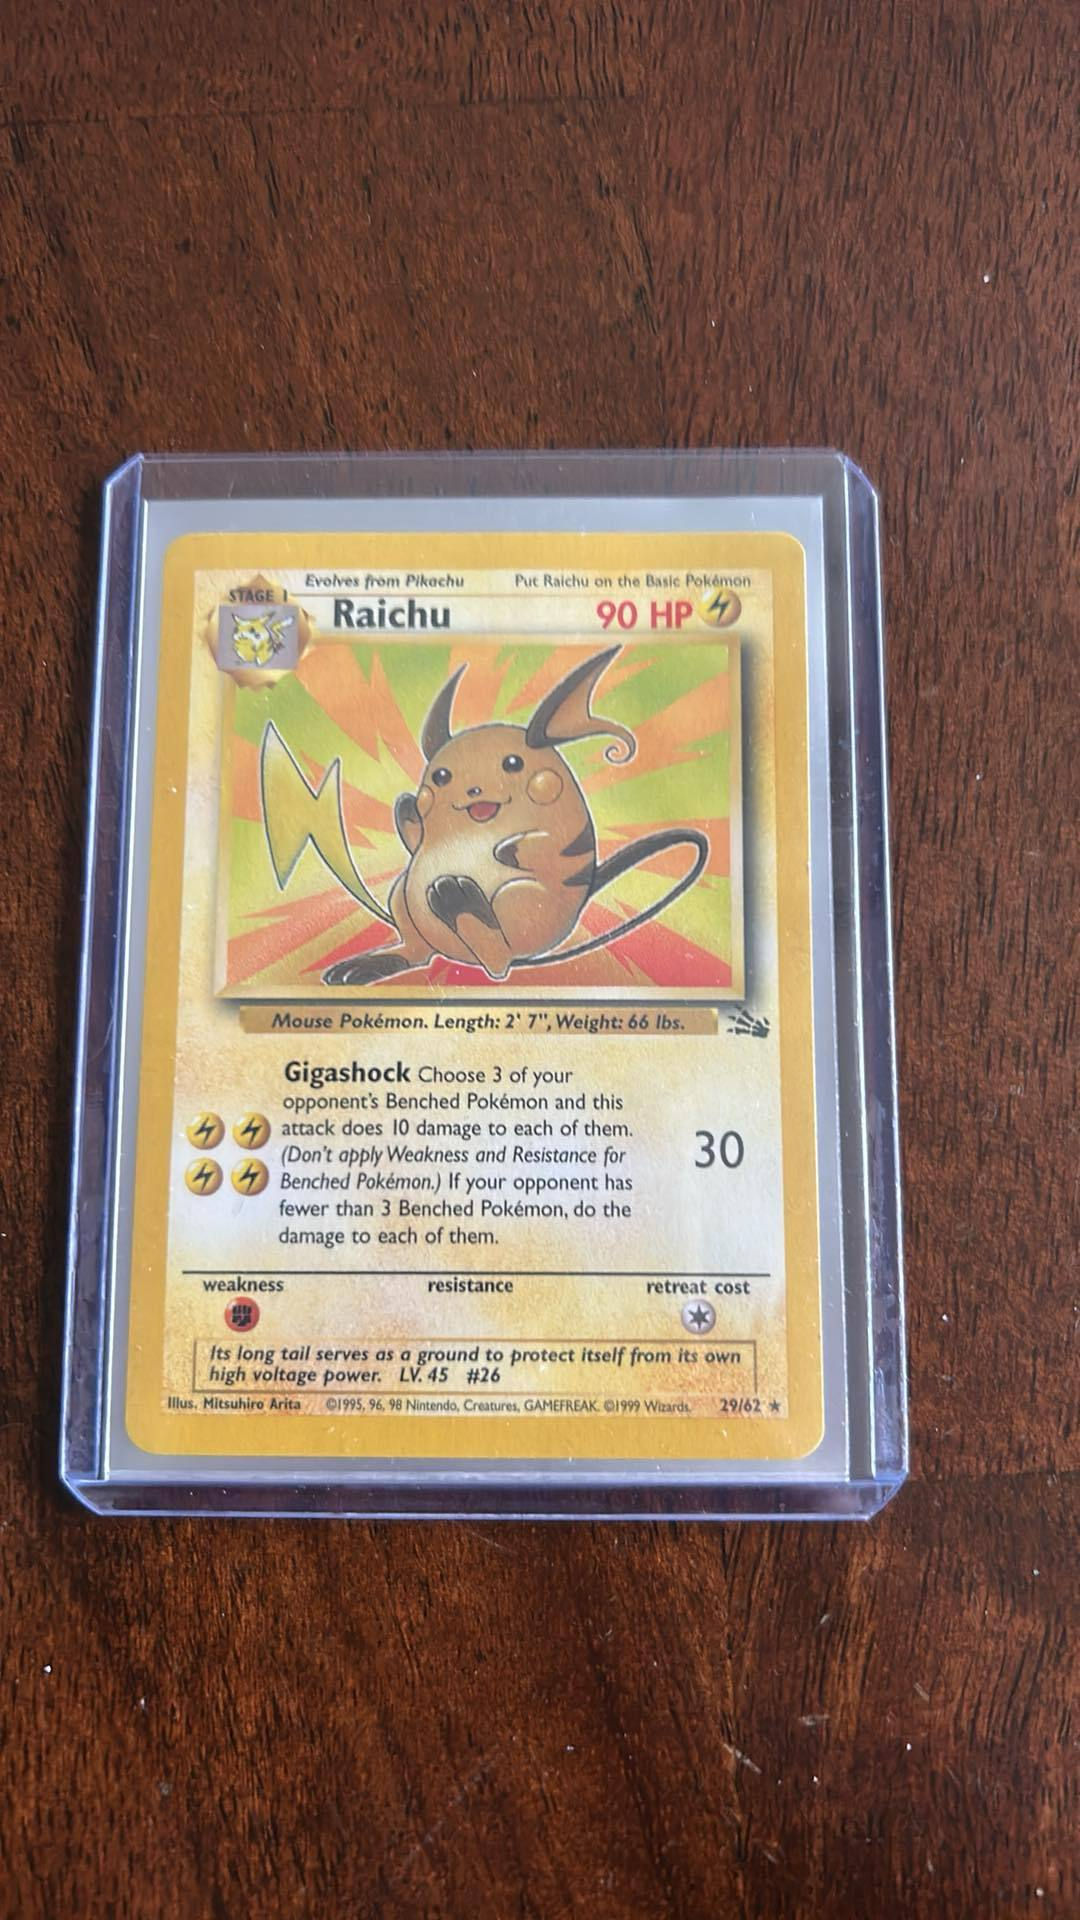 Evolves from Pikachu Put Raichu on the Basic Pokémon
STAGE 1
Raichu 90 HP
Mouse Pokémon. Length: 2' 7", Weight: 66 lbs.
Gigashock Choose 3 of your
opponent's Benched Pokémon and this
attack does 10 damage to each of them.
(Don't apply Weakness and Resistance for
Benched Pokémon.) If your opponent has
fewer than 3 Benched Pokémon, do the
damage to each of them.
30
weakness resistance retreat cost
Its long tail serves as a ground to protect itself from its own
high voltage power. LV. 45 #26
Illus. Mitsuhiro Arita ©1995, 96, 98 Nintendo, Creatures, GAMEFREAK. ©1999 Wizards. 29/62 ★